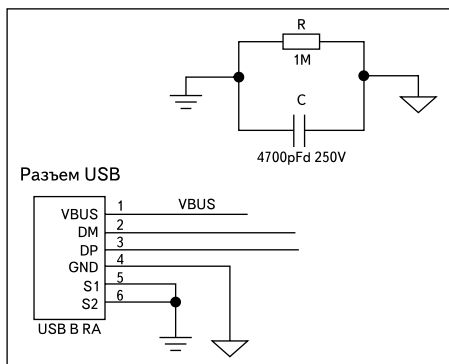 R
1M
C
4700pFd 250V
Разъем USB
VBUS 1 VBUS
DM 2
DP 3
GND 4
S1 5
S2 6
USB B RA